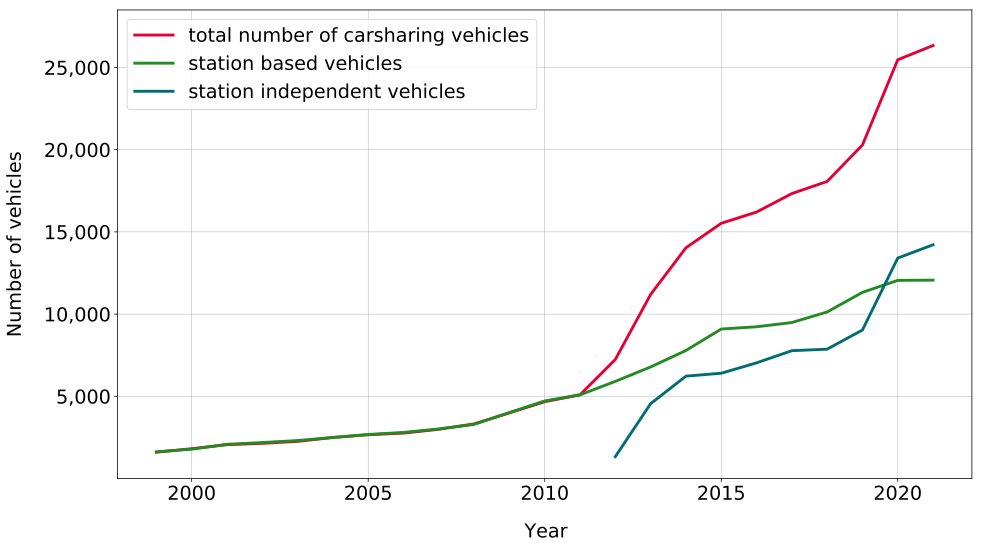 total number of carsharing vehicles
station based vehicles
station independent vehicles
25,000
20,000
15,000
10,000
5,000
Number of vehicles
2000 2005 2010 2015 2020
Year